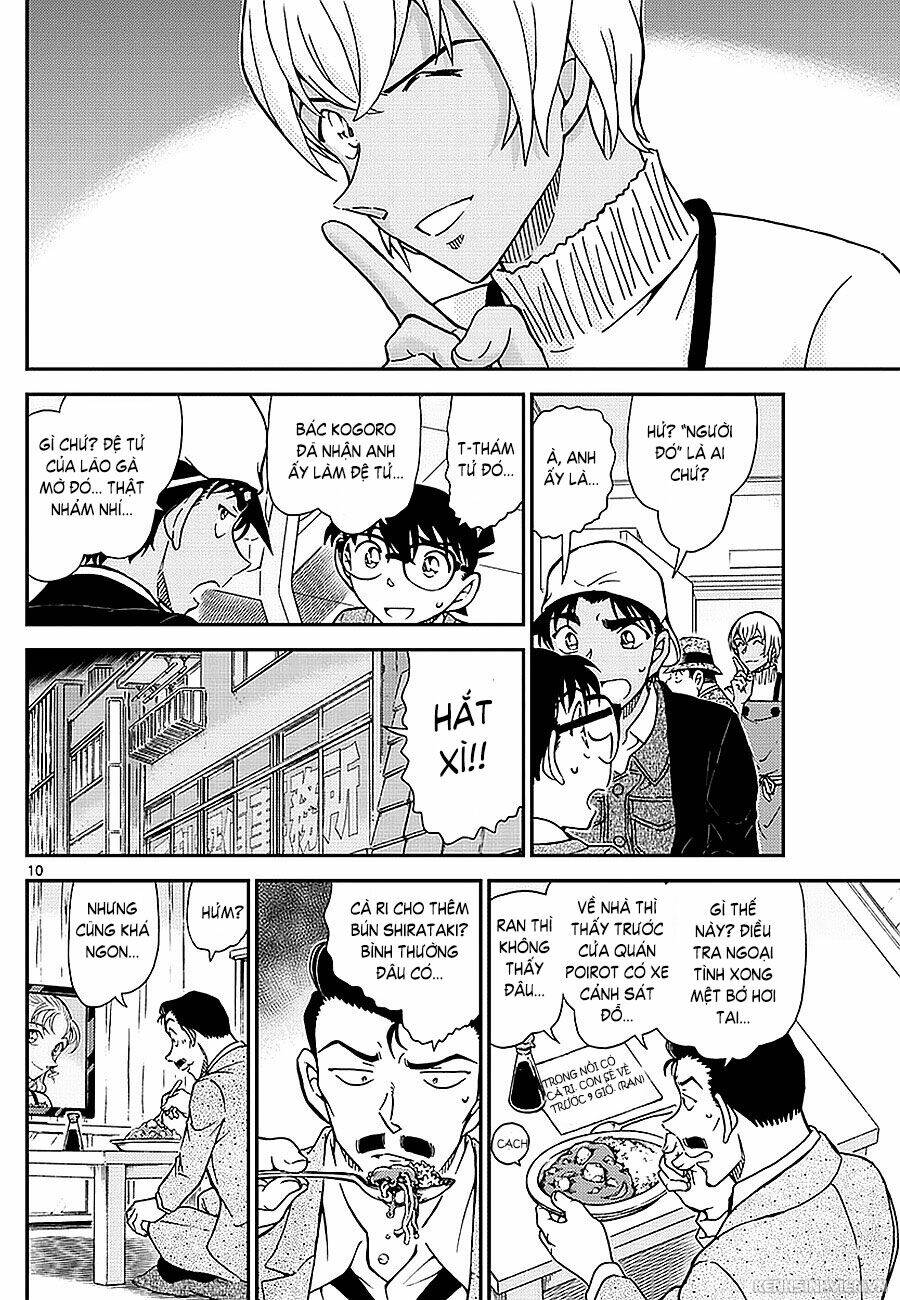 HỨ? "NGƯỜI
ĐÓ" LÀ AI
CHỨ?
À, ANH
ẤY LÀ...
T-THÁM
TỬ ĐÓ...
BÁC KOGORO
ĐÃ NHẬN ANH
ẤY LÀM ĐỆ TỬ...
GÌ CHỨ? ĐỆ TỬ
CỦA LÃO GÀ
MỜ ĐÓ... THẬT
NHẢM NHÍ...
HẮT
XÌ!!
10
GÌ THẾ
NÀY? ĐIỀU
TRA NGOẠI
TÌNH XONG
MỆT BỞ HƠI
TAI...
VỀ NHÀ THÌ
THẤY TRƯỚC
CỬA QUÁN
POIROT CÓ XE
CẢNH SÁT
ĐỖ...
RAN THÌ
KHÔNG
THẤY
ĐÂU...
TRONG NỒI CÓ
CÀ RI. CON SẼ VỀ
TRƯỚC 9 GIỜ. (RAN)
CẠCH
CÀ RI CHO THÊM
BÚN SHIRATAKI?
BÌNH THƯỜNG
ĐÂU CÓ...
HỬM?
NHƯNG
CŨNG KHÁ
NGON...